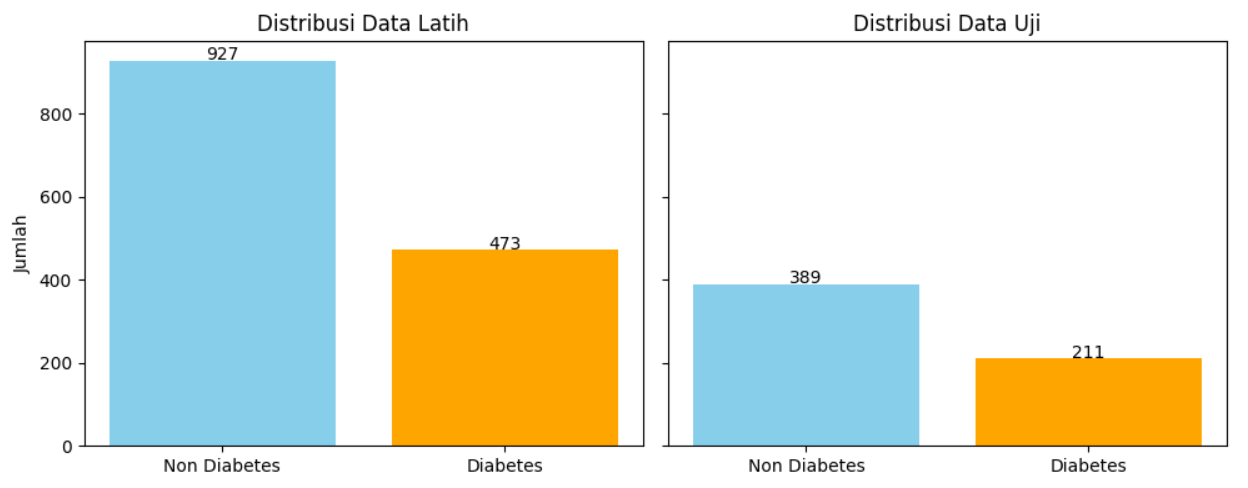 Distribusi Data Latih
Jumlah
800
600
400
200
0
927
473
Non Diabetes
Diabetes
Distribusi Data Uji
389
211
Non Diabetes
Diabetes